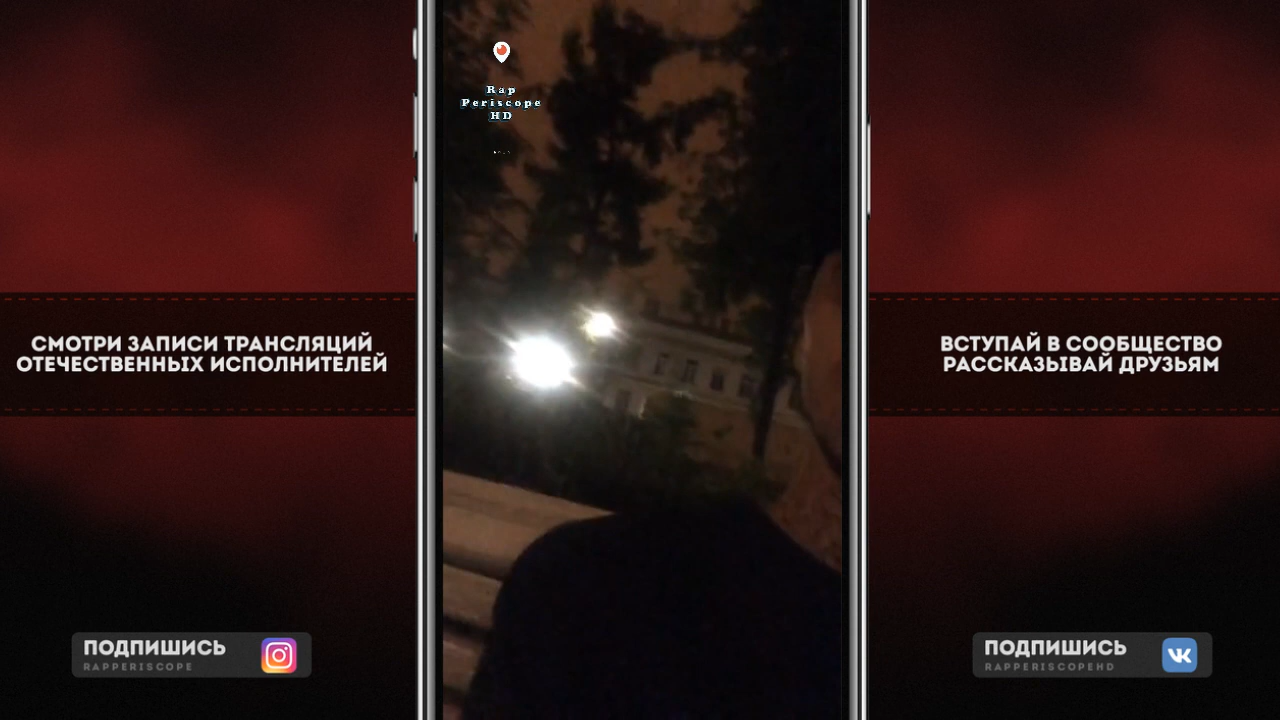 Rap
Periscope
HD
СМОТРИ ЗАПИСИ ТРАНСЛЯЦИЙ
ОТЕЧЕСТВЕННЫХ ИСПОЛНИТЕЛЕЙ
ВСТУПАЙ В СООБЩЕСТВО
РАССКАЗЫВАЙ ДРУЗЬЯМ
ПОДПИШИСЬ
RAPPERISCOPE
ПОДПИШИСЬ
RAPPERISCOPEHD